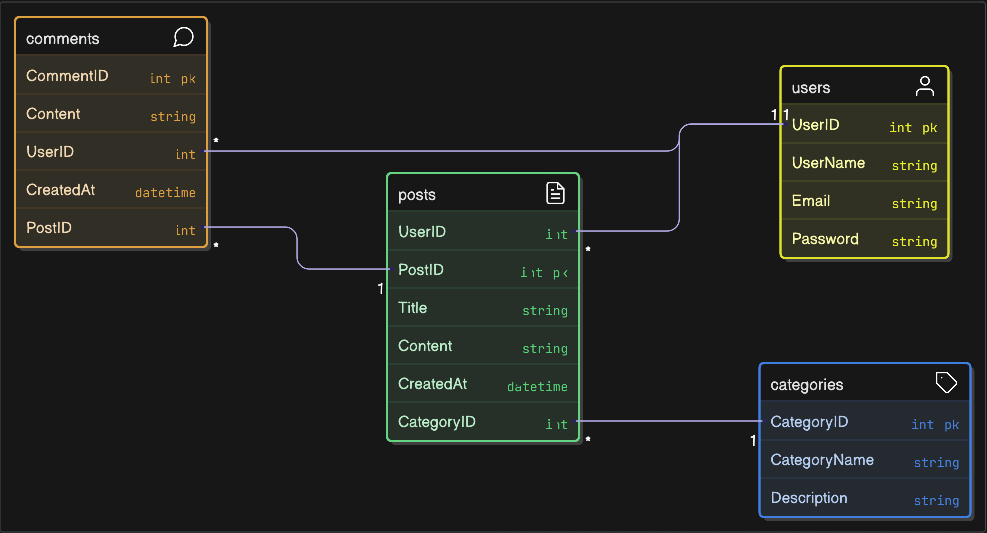 comments
CommentID int pk
Content string
UserID int
CreatedAt datetime
PostID int
*
*
posts
UserID int
PostID int pk
Title string
Content string
CreatedAt datetime
CategoryID int
*
1
*
users
1 1
UserID int pk
UserName string
Email string
Password string
categories
CategoryID int pk
1
CategoryName string
Description string